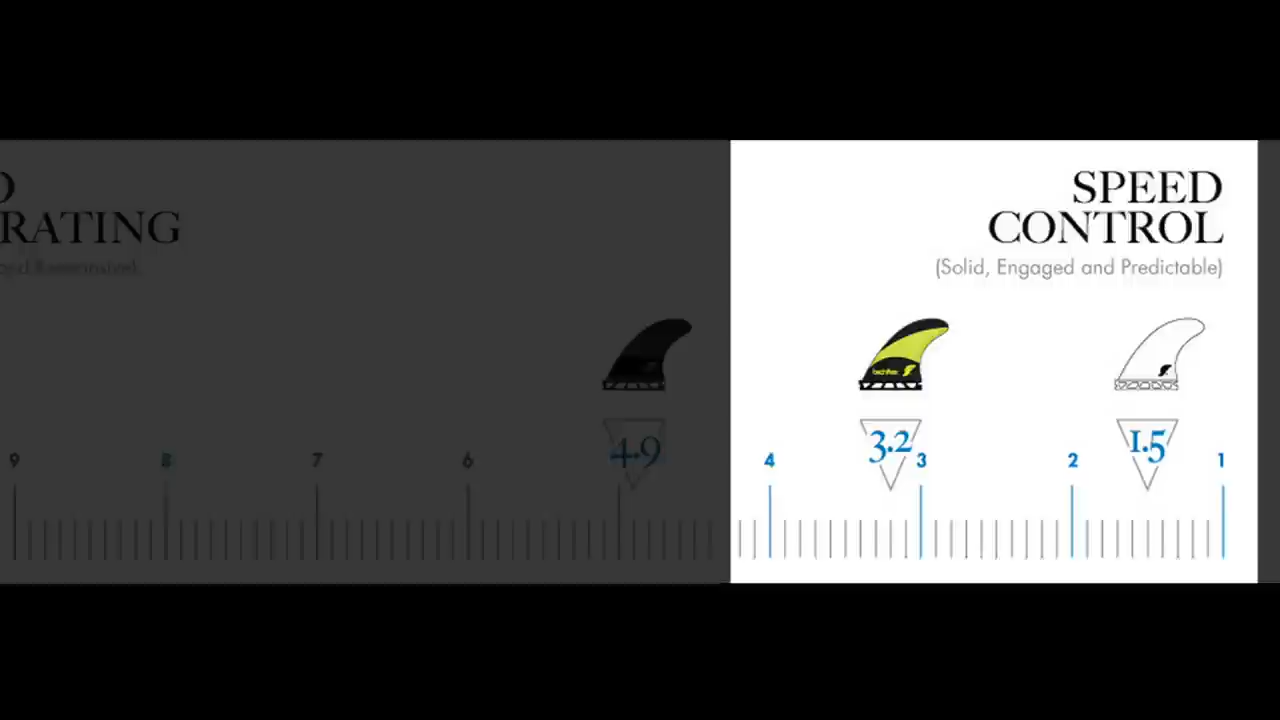 SPEED
CONTROL
(Solid, Engaged and Predictable)
RATING
4.9
3.2
1.5
9
8
7
6
4
3
2
1
techflex